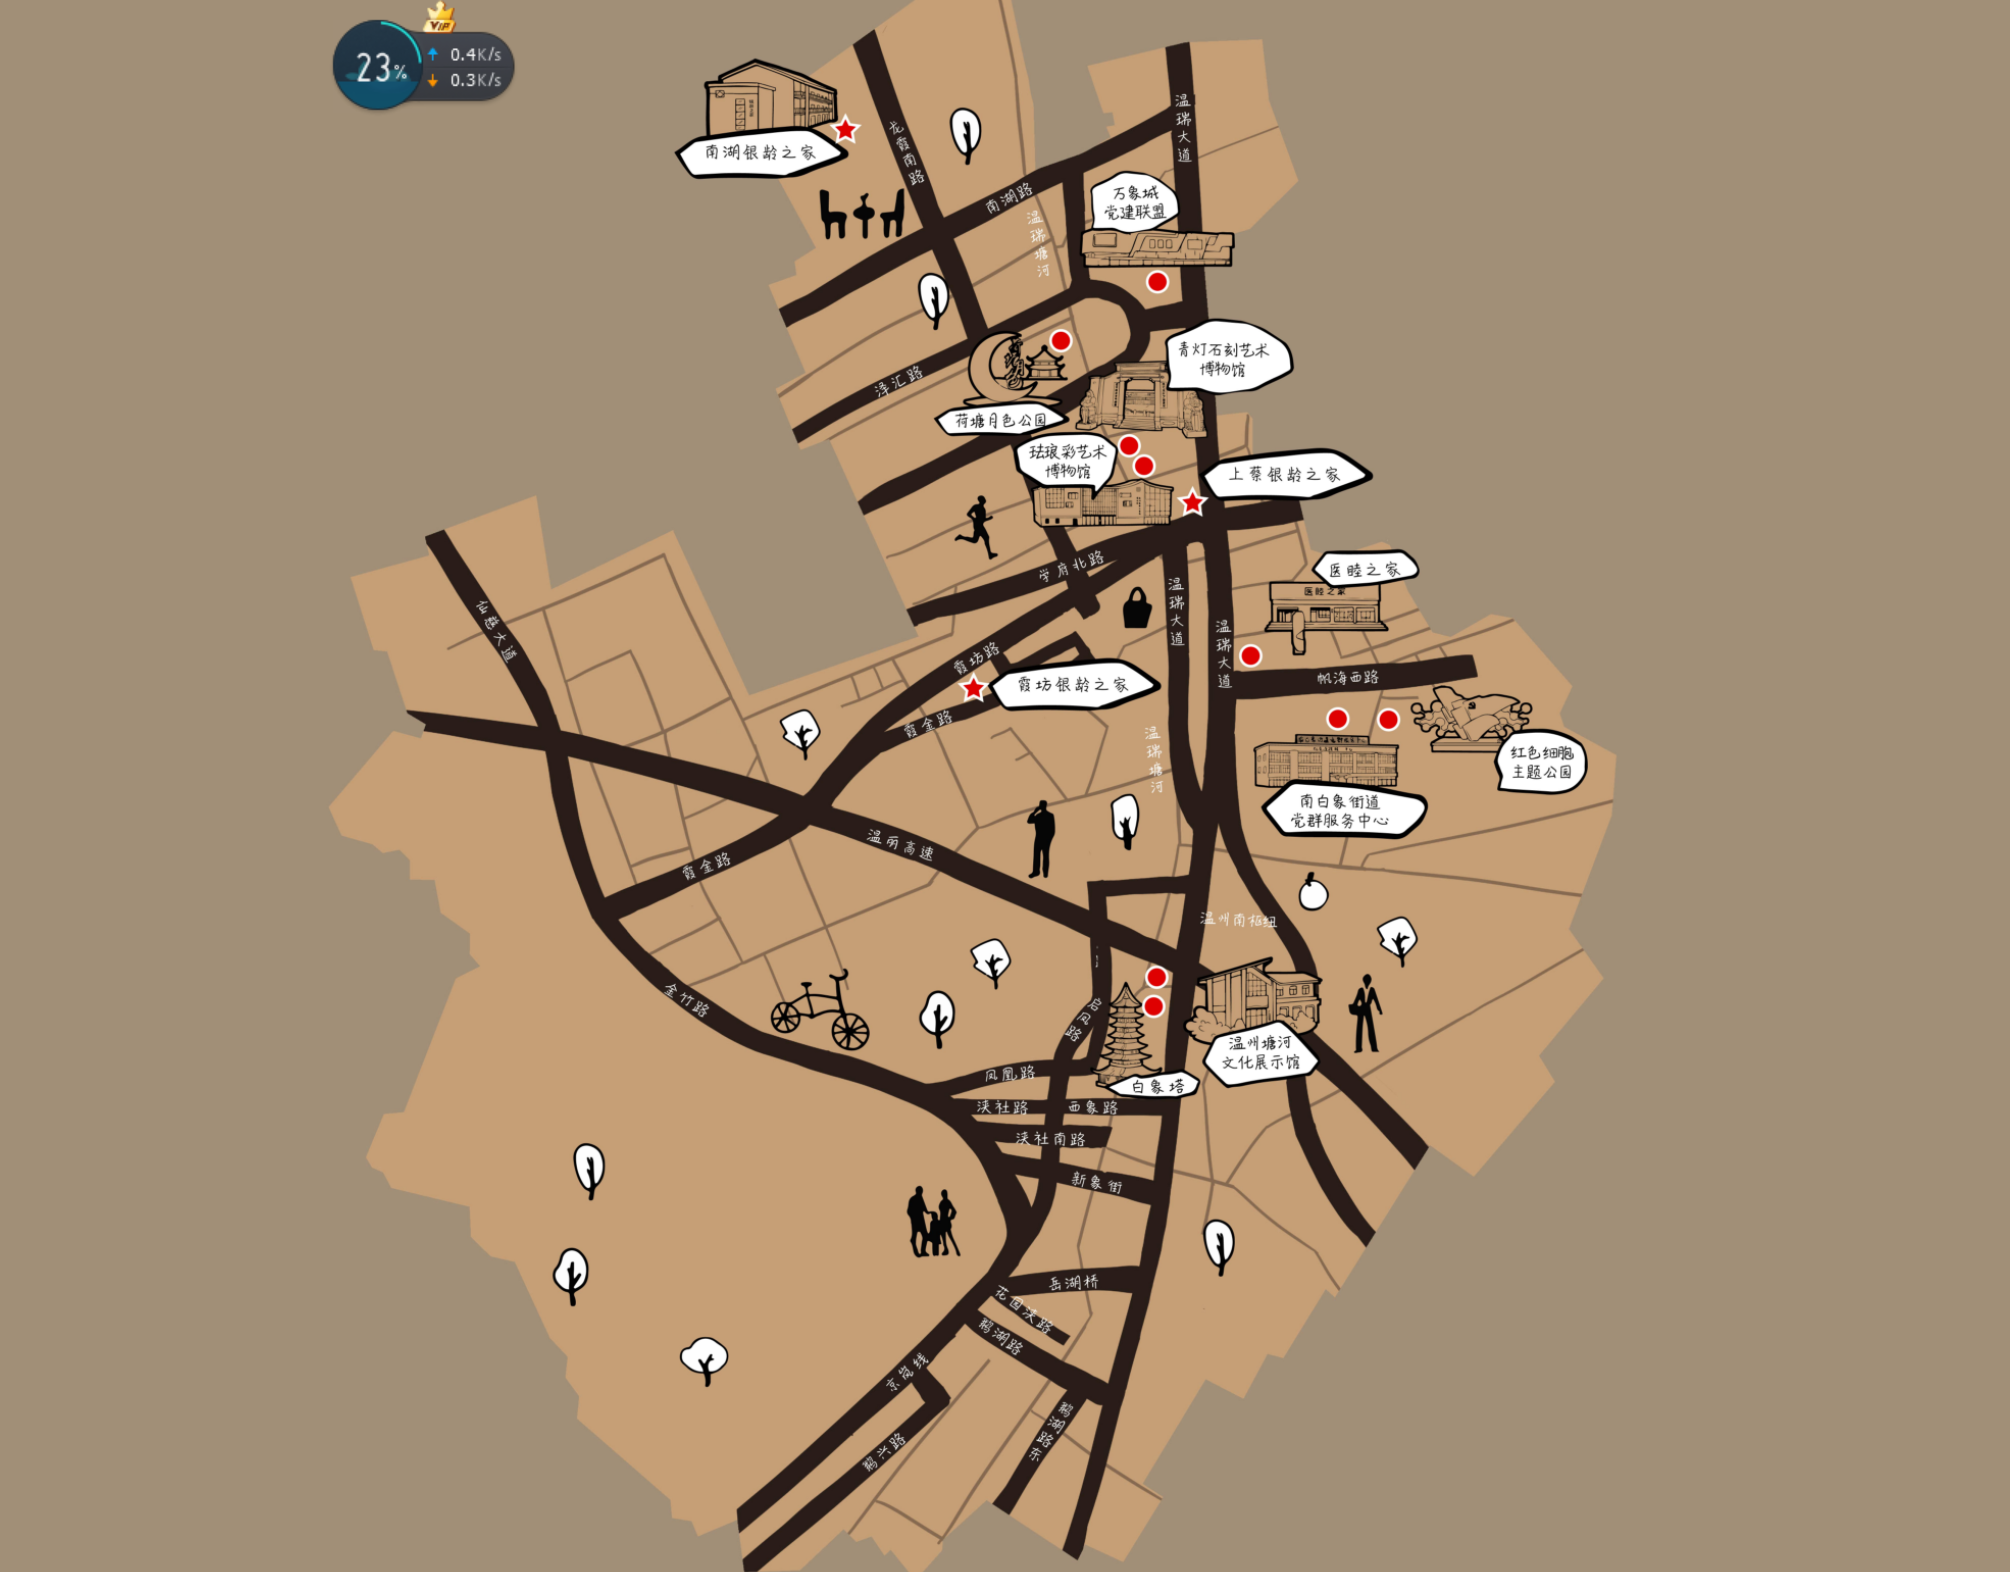 VIP
23%
0.4K/s
0.3K/s
温瑞大道
龙霞南路
南湖银龄之家
南湖路
万象城
党建联盟
温瑞塘河
青灯石刻艺术
博物馆
泽汇路
荷塘月色公园
珐琅彩艺术
博物馆
上蔡银龄之家
学府北路
医睦之家
医睦之家
温瑞大道
仙慈大道
温瑞大道
霞坊路
帆海西路
霞坊银龄之家
霞金路
温瑞塘河
红色细胞
主题公园
南白象街道
党群服务中心
温丽高速
霞金路
温州南枢纽
金竹路
启凤路
温州塘河
文化展示馆
凤凰路
白象塔
浃社路
西象路
浃社南路
新象街
岳湖桥
花园浃路
鹅湖路
京岚线
鹅湖路东
鹅兴路